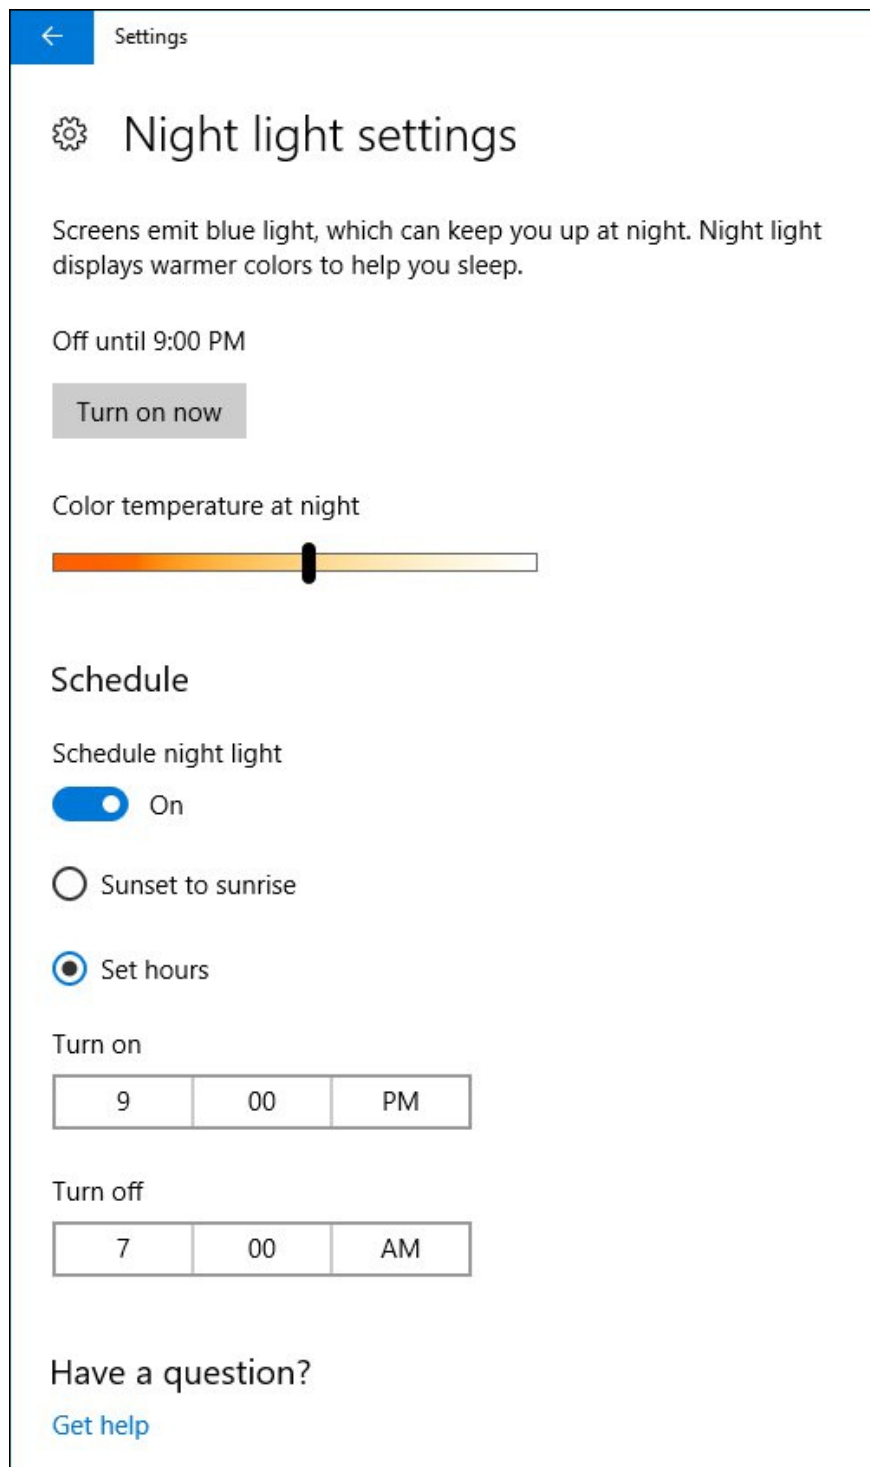 Settings
Night light settings
Screens emit blue light, which can keep you up at night. Night light
displays warmer colors to help you sleep.
Off until 9:00 PM
Turn on now
Color temperature at night
Schedule
Schedule night light
On
Sunset to sunrise
Set hours
Turn on
9 00 PM
Turn off
7 00 AM
Have a question?
Get help